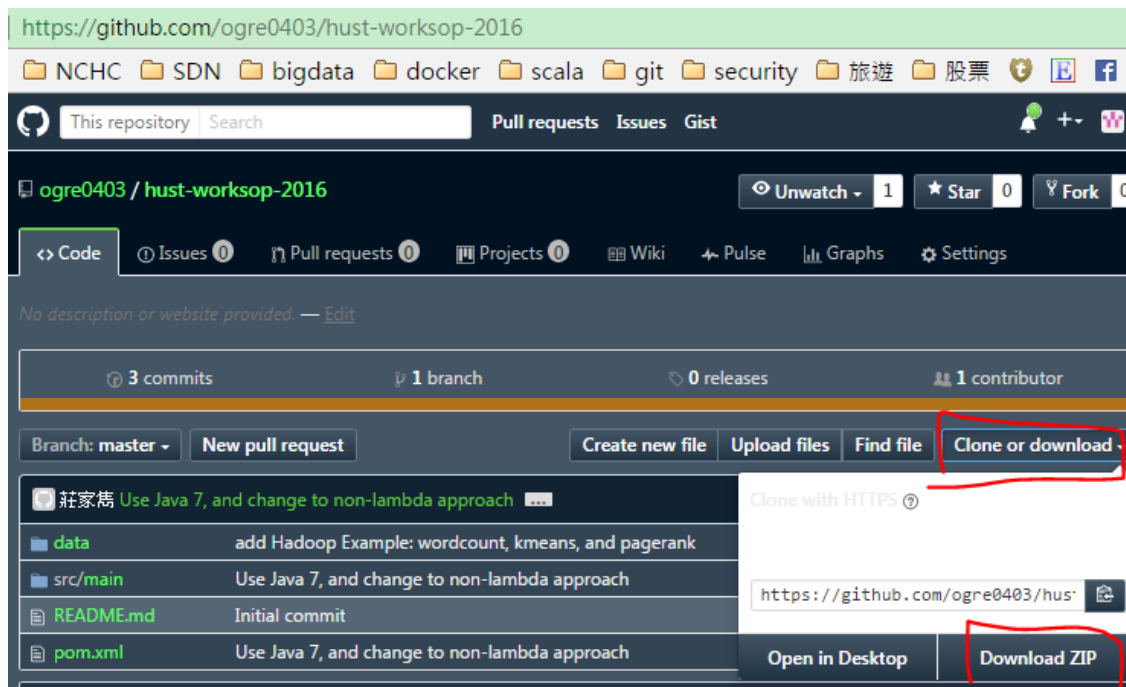 https://github.com/ogre0403/hust-worksop-2016
NCHC SDN bigdata docker scala git security 旅遊 股票
This repository Search Pull requests Issues Gist
ogre0403 / hust-worksop-2016 Unwatch 1 Star 0 Fork 0
Code Issues 0 Pull requests 0 Projects 0 Wiki Pulse Graphs Settings
No description or website provided. — Edit
3 commits 1 branch 0 releases 1 contributor
Branch: master New pull request Create new file Upload files Find file Clone or download
莊家雋 Use Java 7, and change to non-lambda approach ...
Clone with HTTPS ?
data add Hadoop Example: wordcount, kmeans, and pagerank
src/main Use Java 7, and change to non-lambda approach
https://github.com/ogre0403/hus
README.md Initial commit
pom.xml Use Java 7, and change to non-lambda approach
Open in Desktop Download ZIP